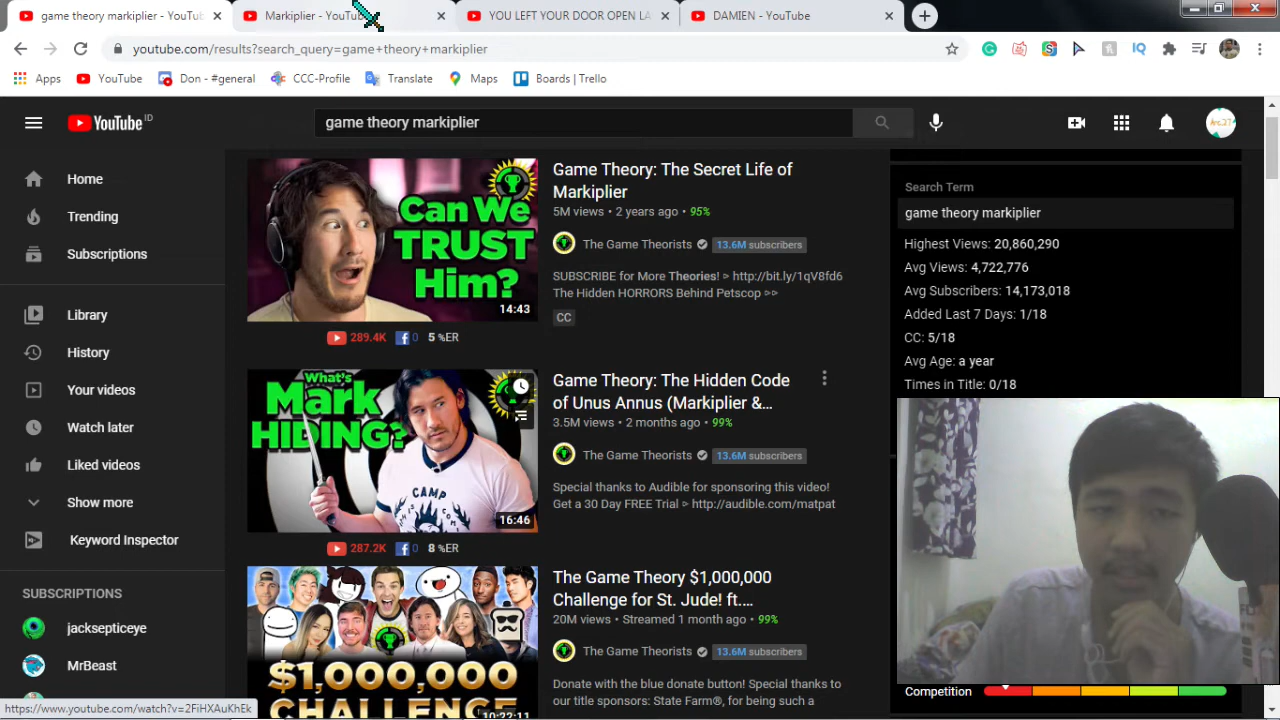 game theory markiplier - YouTu
Markiplier - YouTu
YOU LEFT YOUR DOOR OPEN LA
DAMIEN - YouTube
youtube.com/results?search_query=game+theory+markiplier
Apps
YouTube
Don - #general
CCC-Profile
Translate
Maps
Boards | Trello
YouTube ID
game theory markiplier
Arc.27
Home
Trending
Subscriptions
Library
History
Your videos
Watch later
Liked videos
Show more
Keyword Inspector
SUBSCRIPTIONS
jacksepticeye
MrBeast
Can We
TRUST
Him?
14:43
289.4K 0 5 %ER
Game Theory: The Secret Life of
Markiplier
5M views • 2 years ago • 95%
The Game Theorists 13.6M subscribers
SUBSCRIBE for More Theories! ⊳ http://bit.ly/1qV8fd6
The Hidden HORRORS Behind Petscop >>
CC
What's
Mark
HIDING?
CAMP
16:46
287.2K 0 8 %ER
Game Theory: The Hidden Code
of Unus Annus (Markiplier &...
3.5M views • 2 months ago • 99%
The Game Theorists 13.6M subscribers
Special thanks to Audible for sponsoring this video!
Get a 30 Day FREE Trial ➤ http://audible.com/matpat
$1,000,000
CHALLENGE
10:22:11
The Game Theory $1,000,000
Challenge for St. Jude! ft....
20M views • Streamed 1 month ago • 99%
The Game Theorists 13.6M subscribers
Donate with the blue donate button! Special thanks to
our title sponsors: State Farm®, for being such a
Search Term
game theory markiplier
Highest Views: 20,860,290
Avg Views: 4,722,776
Avg Subscribers: 14,173,018
Added Last 7 Days: 1/18
CC: 5/18
Avg Age: a year
Times in Title: 0/18
Competition
https://www.youtube.com/watch?v=2FiHXAuKhEk